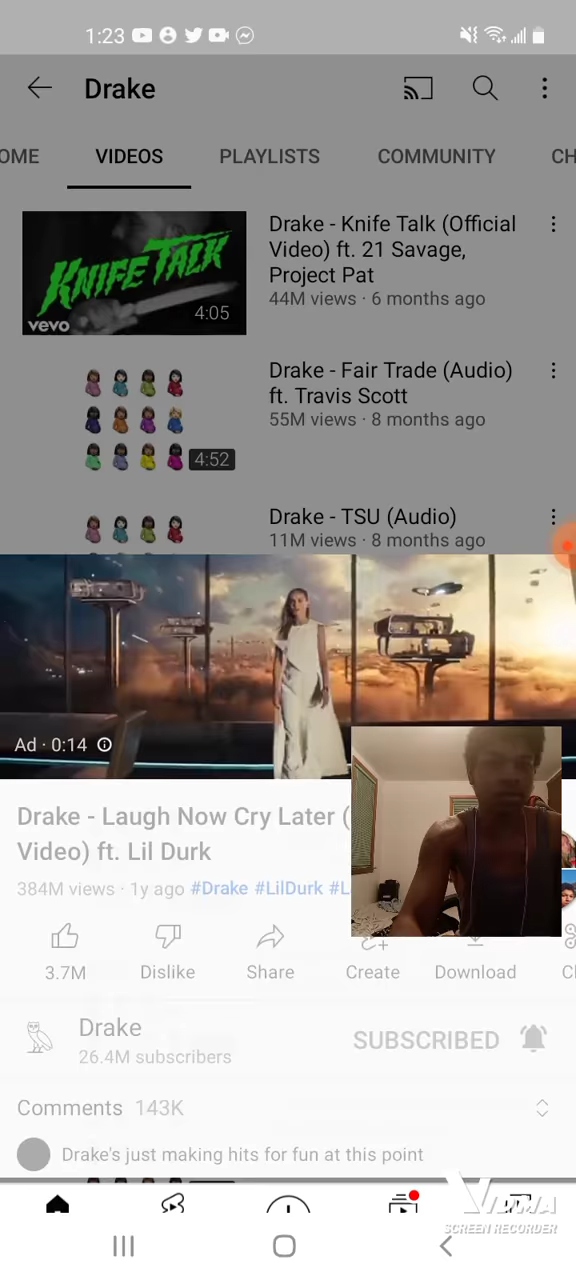 1:23
Drake
OME VIDEOS PLAYLISTS COMMUNITY CH
KNIFE TALK
4:05
vevo
Drake - Knife Talk (Official
Video) ft. 21 Savage,
Project Pat
44M views · 6 months ago
4:52
Drake - Fair Trade (Audio)
ft. Travis Scott
55M views · 8 months ago
Drake - TSU (Audio)
11M views · 8 months ago
Ad · 0:14
Drake - Laugh Now Cry Later (
Video) ft. Lil Durk
384M views · 1y ago #Drake #LilDurk #L
3.7M Dislike Share Create Download Cl
Drake
26.4M subscribers
SUBSCRIBED
Comments 143K
Drake's just making hits for fun at this point
SCREEN RECORDER